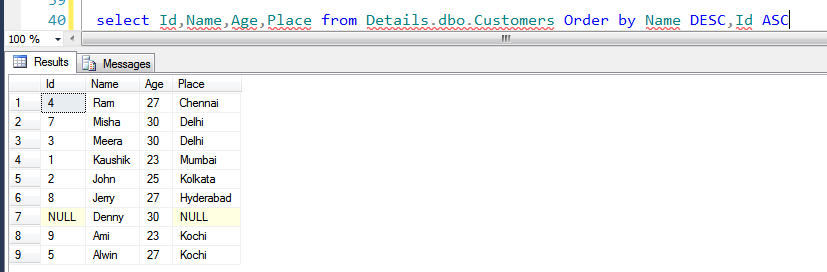 40 select Id,Name,Age,Place from Details.dbo.Customers Order by Name DESC,Id ASC
100 %
Results Messages
Id Name Age Place
1 4 Ram 27 Chennai
2 7 Misha 30 Delhi
3 3 Meera 30 Delhi
4 1 Kaushik 23 Mumbai
5 2 John 25 Kolkata
6 8 Jerry 27 Hyderabad
7 NULL Denny 30 NULL
8 9 Ami 23 Kochi
9 5 Alwin 27 Kochi